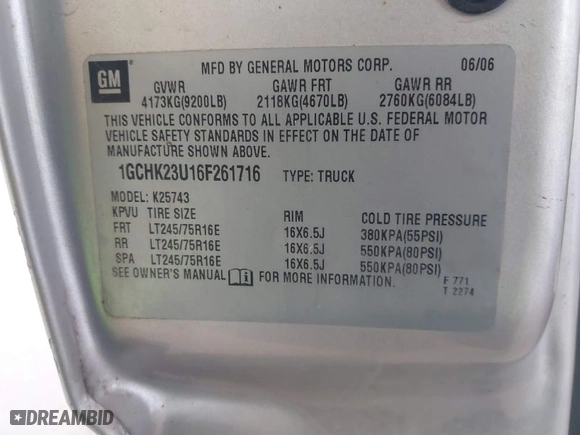 GM
MFD BY GENERAL MOTORS CORP. 06/06
GVWR GAWR FRT GAWR RR
4173KG(9200LB) 2118KG(4670LB) 2760KG(6084LB)
THIS VEHICLE CONFORMS TO ALL APPLICABLE U.S. FEDERAL MOTOR
VEHICLE SAFETY STANDARDS IN EFFECT ON THE DATE OF
MANUFACTURE SHOWN ABOVE.
1GCHK23U16F261716 TYPE: TRUCK
MODEL: K25743
KPVU TIRE SIZE RIM COLD TIRE PRESSURE
FRT LT245/75R16E 16X6.5J 380KPA(55PSI)
RR LT245/75R16E 16X6.5J 550KPA(80PSI)
SPA LT245/75R16E 16X6.5J 550KPA(80PSI)
SEE OWNER'S MANUAL FOR MORE INFORMATION.
F 771
T 2274
DREAMBID